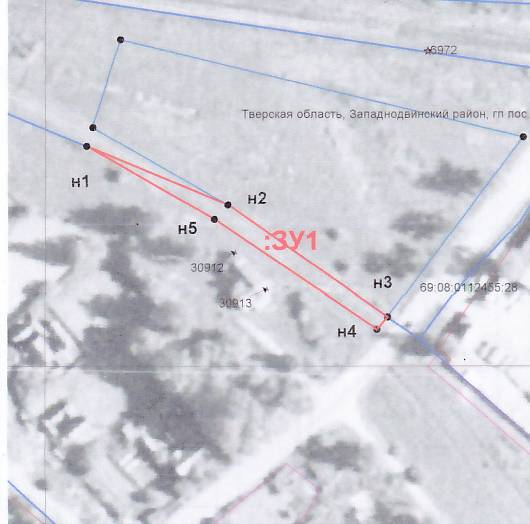 6972
Тверская область, Западнодвинский район, гп пос
н1
н2
н5
:ЗУ1
30912
н3
69:08:0112455:28
30913
н4